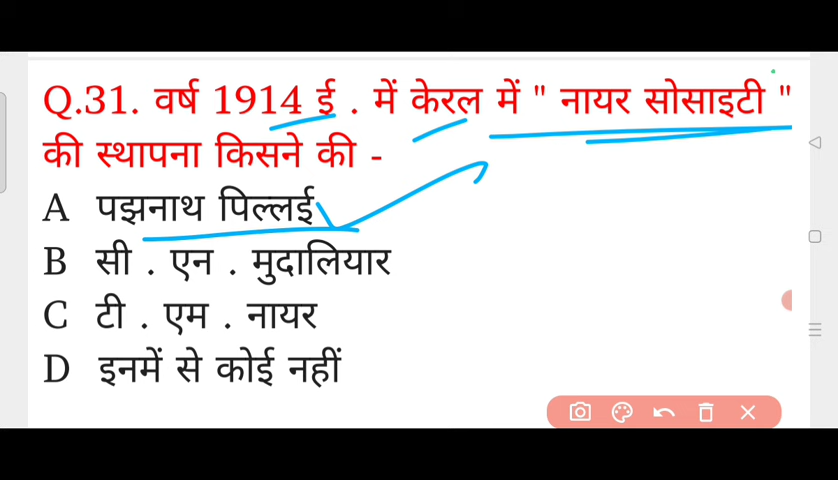 Q.31. वर्ष 1914 ई . में केरल में " नायर सोसाइटी "
की स्थापना किसने की -
A पझनाथ पिल्लई
B सी . एन . मुदालियार
C टी . एम . नायर
D इनमें से कोई नहीं